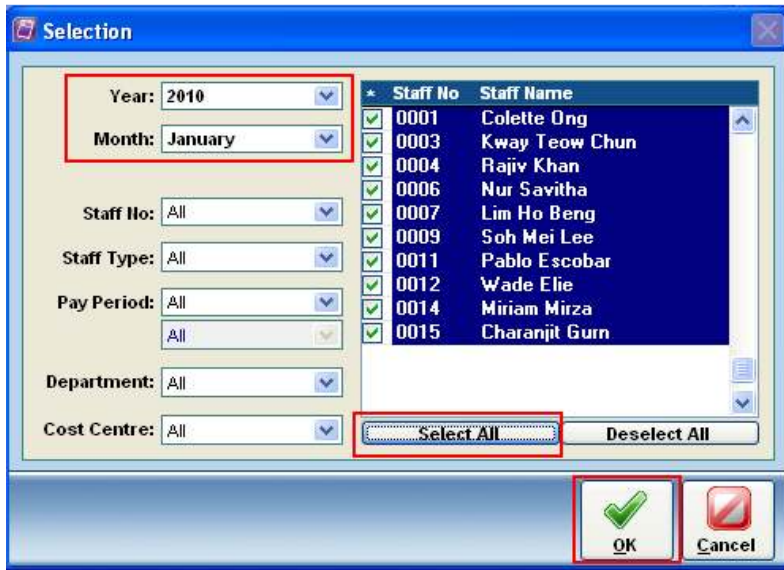 Selection
Year: 2010
Month: January
Staff No: All
Staff Type: All
Pay Period: All
All
Department: All
Cost Centre: All
* Staff No Staff Name
0001 Colette Ong
0003 Kway Teow Chun
0004 Rajiv Khan
0006 Nur Savitha
0007 Lim Ho Beng
0009 Soh Mei Lee
0011 Pablo Escobar
0012 Wade Elie
0014 Miriam Mirza
0015 Charanjit Gurn
Select All Deselect All
OK Cancel